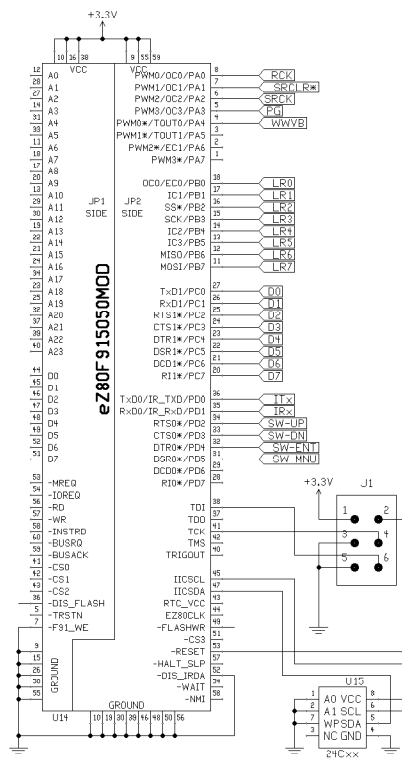 +3.3V
10 16 38 9 55 59
VCC VCC
12 A0 PWM0/OC0/PA0 8 RCK
28 A1 PWM1/OC1/PA1 7 SRCLR*
27 A2 PWM2/OC2/PA2 6 SRCK
14 A3 PWM3/OC3/PA3 5 PG
31 A4 PWM0*/TOUT0/PA4 4 WWVB
33 A5 PWM1*/TOUT1/PA5 3
11 A6 PWM2*/EC1/PA6 2
18 A7 PWM3*/PA7 1
17 A8
20 A9 OC0/EC0/PB0 18 LR0
13 A10 IC1/PB1 17 LR1
29 A11 JP1 JP2 SS*/PB2 16 LR2
30 A12 SIDE SIDE SCK/PB3 15 LR3
19 A13 IC2/PB4 14 LR4
22 A14 IC3/PB5 13 LR5
21 A15 MISO/PB6 12 LR6
24 A16 MOSI/PB7 11 LR7
34 A17
23 A18 TxD1/PC0 27 D0
25 A19 RxD1/PC1 26 D1
32 A20 RTS1*/PC2 25 D2
37 A21 CTS1*/PC3 24 D3
39 A22 DTR1*/PC4 23 D4
40 A23 DSR1*/PC5 22 D5
DCD1*/PC6 21 D6
44 D0 RI1*/PC7 20 D7
45 D1
46 D2 TxD0/IR_TXD/PD0 36 ITx
47 D3 RxD0/IR_RxD/PD1 35 IRx
48 D4 RTS0*/PD2 34 SW-UP
49 D5 CTS0*/PD3 33 SW-DN
52 D6 DTR0*/PD4 32 SW-ENT
51 D7 DSR0*/PD5 31 SW MNU
DCD0*/PD6 29
53 -MREQ RI0*/PD7 28
eZ80F915050MOD
54 -IOREQ
56 -RD TDI 38
57 -WR TDO 37
58 -INSTRD TCK 41
60 -BUSRQ TMS 42
59 -BUSACK TRIGOUT 40
41 -CS0
42 -CS1 IICSCL 45
43 -CS2 IICSDA 47
36 -DIS_FLASH RTC_VCC 43
5 -TRSTN EZ80CLK 44
7 -F91_WE -FLASHWR 49
-CS3 51
9 -RESET 53
15 -HALT_SLP 57
26 -DIS_IRDA 52
30 -WAIT 54
55 -NMI 58
GROUND
GROUND
U14 10 19 30 39 46 48 50 56
+3.3V J1
1 2
3 4
5 6
U15
1 A0 VCC 8
2 A1 SCL 6
7 WP SDA 5
3 NC GND 4
24Cxx